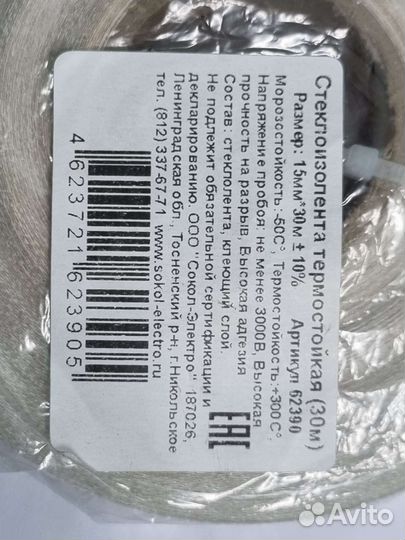 Стеклоизолента термостойкая (30м)
Размер: 15мм*30м ± 10% Артикул 62390
Морозостойкость:-50С°, Термостойкость:+300С°,
Напряжение пробоя: не менее 3000В, Высокая
прочность на разрыв, Высокая адгезия
Состав: стеклолента, клеющий слой.
Не подлежит обязательной сертификации и
декларированию. ООО "Сокол-Электро" 187026,
Ленинградская обл., Тосненский р-н, г.Никольское
тел. (812) 337-67-71 www.sokol-electro.ru
EAC
4 623721 623905
Avito